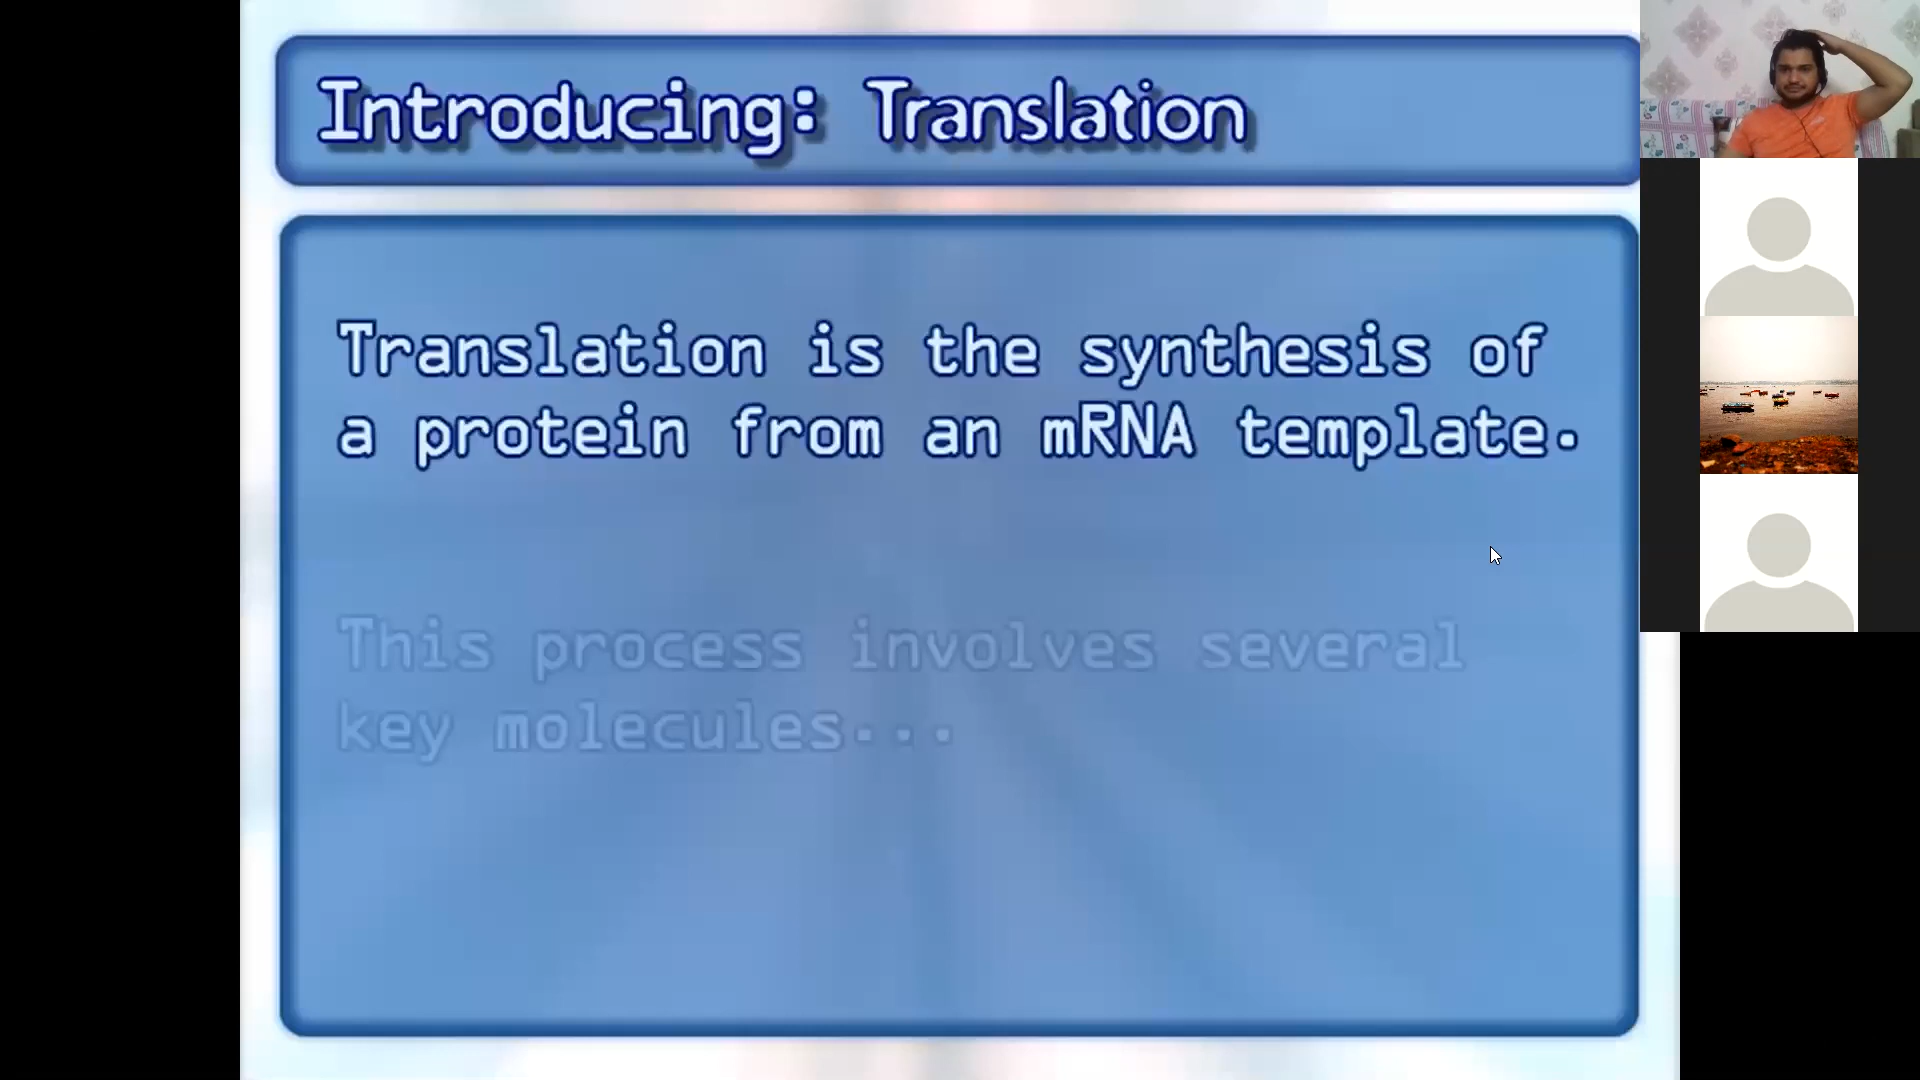 Introducing: Translation
Translation is the synthesis of
a protein from an mRNA template.
This process involves several
key molecules...